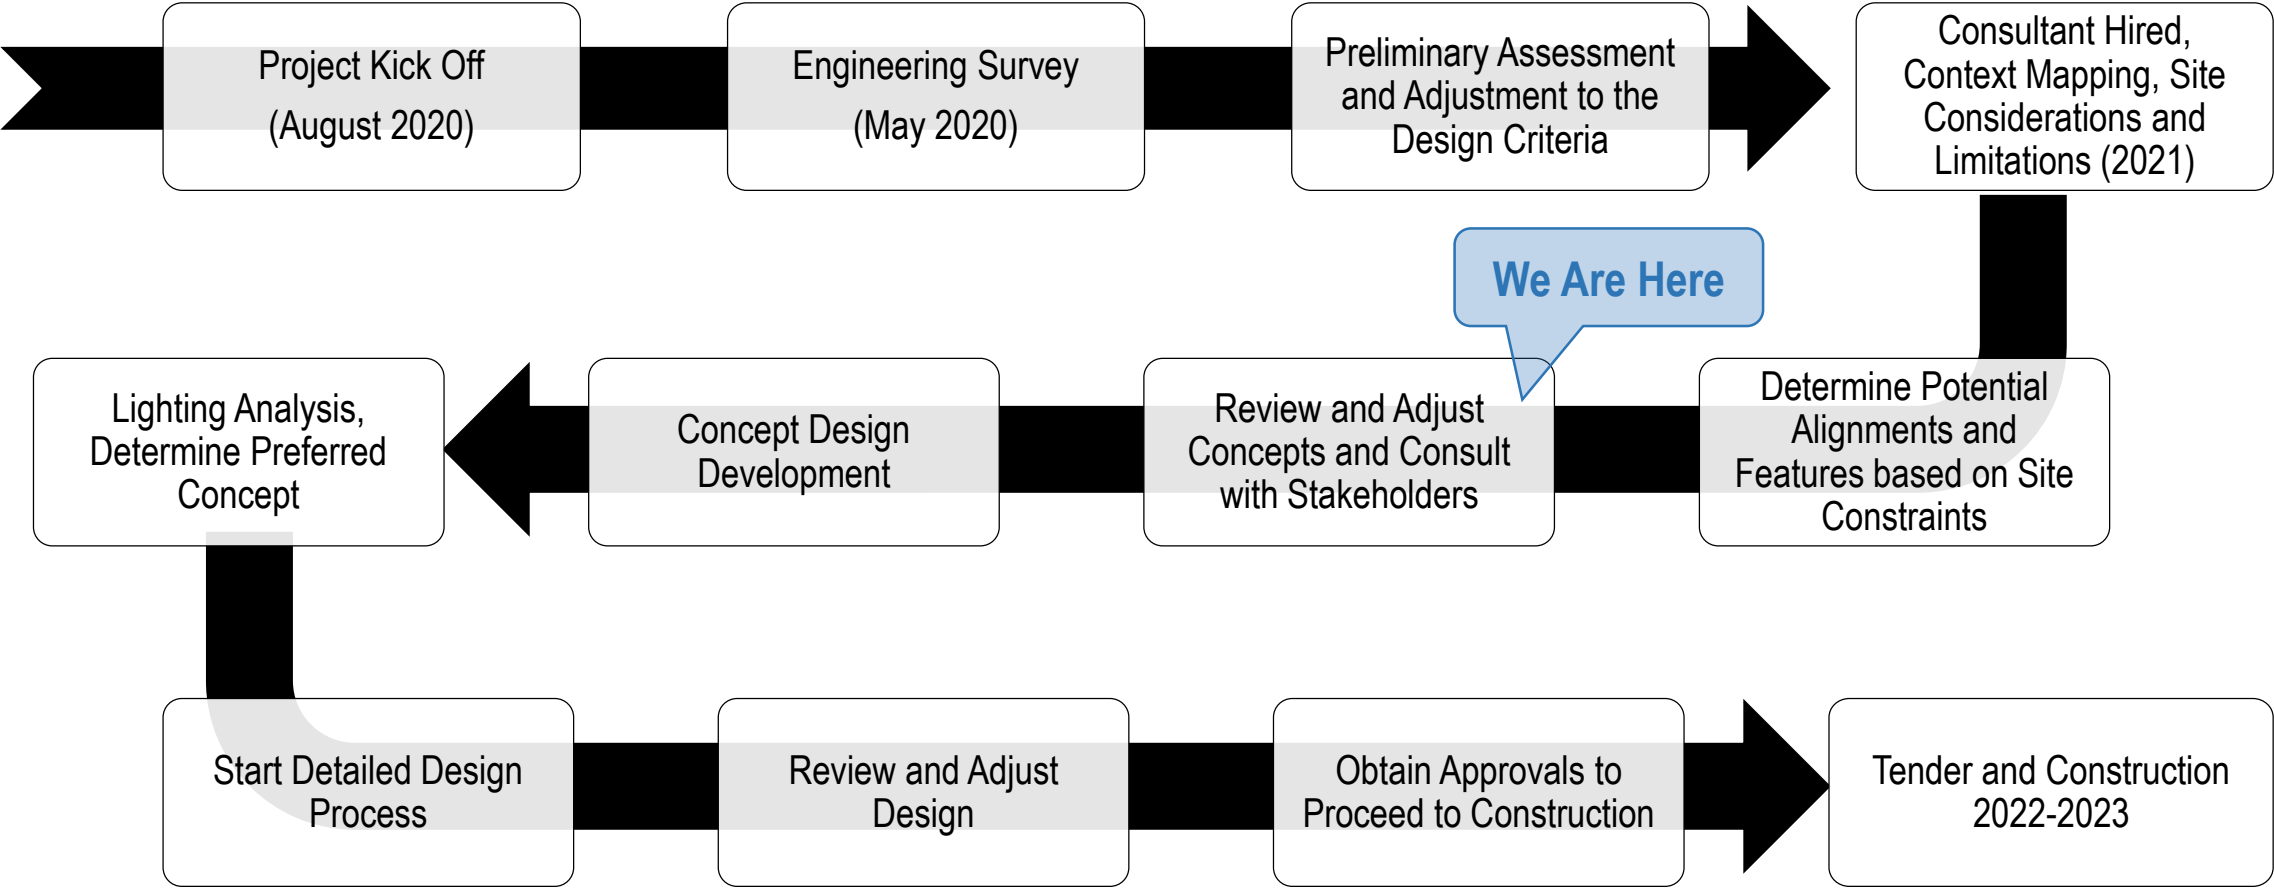 Project Kick Off
(August 2020)
Engineering Survey
(May 2020)
Preliminary Assessment
and Adjustment to the
Design Criteria
Consultant Hired,
Context Mapping, Site
Considerations and
Limitations (2021)
We Are Here
Determine Potential
Alignments and
Features based on Site
Constraints
Review and Adjust
Concepts and Consult
with Stakeholders
Concept Design
Development
Lighting Analysis,
Determine Preferred
Concept
Start Detailed Design
Process
Review and Adjust
Design
Obtain Approvals to
Proceed to Construction
Tender and Construction
2022-2023